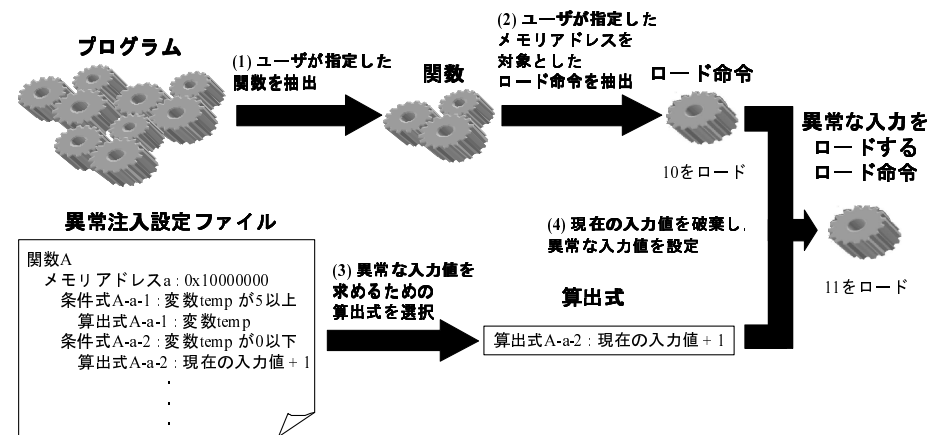 プログラム
(1) ユーザが指定した
関数を抽出
関数
(2) ユーザが指定した
メモリアドレスを
対象とした
ロード命令を抽出
ロード命令
10をロード
異常な入力を
ロードする
ロード命令
11をロード
異常注入設定ファイル
関数A
メモリアドレスa : 0x10000000
条件式A-a-1 : 変数temp が5以上
算出式A-a-1 : 変数temp
条件式A-a-2 : 変数temp が0以下
算出式A-a-2 : 現在の入力値 + 1
.
.
.
(3) 異常な入力値を
求めるための
算出式を選択
(4) 現在の入力値を破棄し,
異常な入力値を設定
算出式
算出式A-a-2 : 現在の入力値 + 1